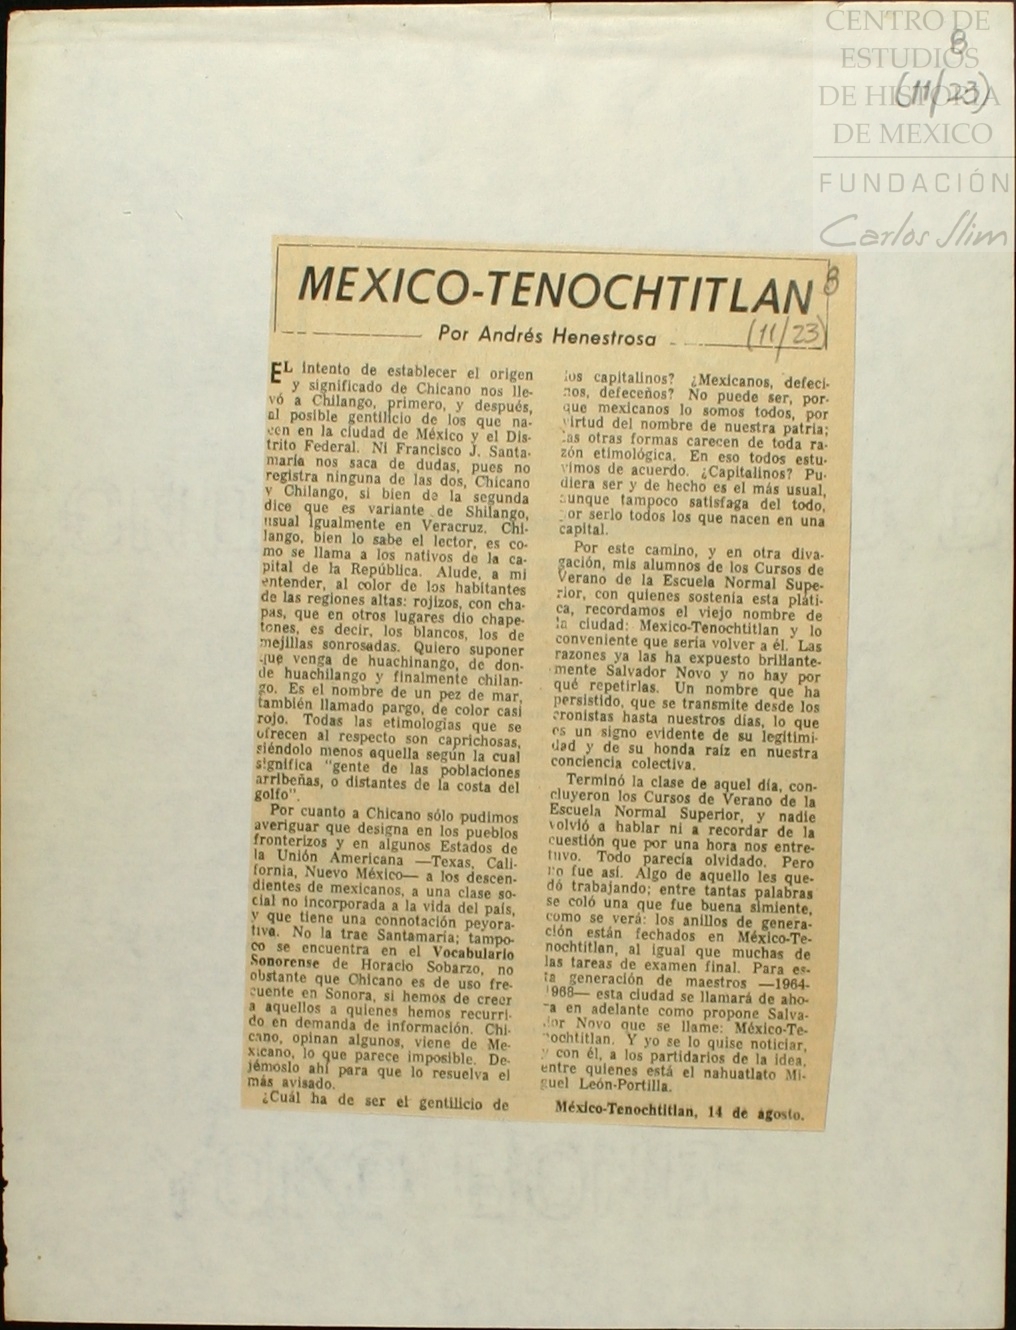 CENTRO DE
ESTUDIOS
DE HISTORIA
DE MEXICO
FUNDACIÓN
Carlos Slim
8
(11/23)
MEXICO-TENOCHTITLAN
8
Por Andrés Henestrosa
(11/23)
EL intento de establecer el origen
y significado de Chicano nos lle-
vó a Chilango, primero, y después,
al posible gentilicio de los que na-
cen en la ciudad de México y el Dis-
trito Federal. Ni Francisco J. Santa-
maría nos saca de dudas, pues no
registra ninguna de las dos, Chicano
y Chilango, si bien de la segunda
dice que es variante de Shilango,
usual igualmente en Veracruz. Chi-
lango, bien lo sabe el lector, es co-
mo se llama a los nativos de la ca-
pital de la República. Alude, a mi
entender, al color de los habitantes
de las regiones altas: rojizos, con cha-
pas, que en otros lugares dio chape-
tones, es decir, los blancos, los de
mejillas sonrosadas. Quiero suponer
que venga de huachinango, de don-
de huachilango y finalmente chilan-
go. Es el nombre de un pez de mar,
también llamado pargo, de color casi
rojo. Todas las etimologías que se
ofrecen al respecto son caprichosas,
siéndolo menos aquella según la cual
significa "gente de las poblaciones
arribeñas, o distantes de la costa del
golfo".
Por cuanto a Chicano sólo pudimos
averiguar que designa en los pueblos
fronterizos y en algunos Estados de
la Unión Americana —Texas, Cali-
fornia, Nuevo México— a los descen-
dientes de mexicanos, a una clase so-
cial no incorporada a la vida del país,
y que tiene una connotación peyora-
tiva. No la trae Santamaría; tampo-
co se encuentra en el Vocabulario
Sonorense de Horacio Sobarzo, no
obstante que Chicano es de uso fre-
cuente en Sonora, si hemos de creer
a aquellos a quienes hemos recurri-
do en demanda de información. Chi-
cano, opinan algunos, viene de Me-
xicano, lo que parece imposible. De-
jémoslo ahí para que lo resuelva el
más avisado.
¿Cuál ha de ser el gentilicio de
los capitalinos? ¿Mexicanos, defeci-
nos, defeceños? No puede ser, por-
que mexicanos lo somos todos, por
virtud del nombre de nuestra patria;
las otras formas carecen de toda ra-
zón etimológica. En eso todos estu-
vimos de acuerdo. ¿Capitalinos? Pu-
diera ser y de hecho es el más usual,
aunque tampoco satisfaga del todo,
por serlo todos los que nacen en una
capital.
Por este camino, y en otra diva-
gación, mis alumnos de los Cursos de
Verano de la Escuela Normal Supe-
rior, con quienes sostenía esta pláti-
ca, recordamos el viejo nombre de
la ciudad: Mexico-Tenochtitlan y lo
conveniente que sería volver a él. Las
razones ya las ha expuesto brillante-
mente Salvador Novo y no hay por
qué repetirlas. Un nombre que ha
persistido, que se transmite desde los
cronistas hasta nuestros días, lo que
es un signo evidente de su legitimi-
dad y de su honda raíz en nuestra
conciencia colectiva.
Terminó la clase de aquel día, con-
cluyeron los Cursos de Verano de la
Escuela Normal Superior, y nadie
volvió a hablar ni a recordar de la
cuestión que por una hora nos entre-
tuvo. Todo parecía olvidado. Pero
no fue así. Algo de aquello les que-
dó trabajando; entre tantas palabras
se coló una que fue buena simiente,
como se verá: los anillos de genera-
ción están fechados en México-Te-
nochtitlan, al igual que muchas de
las tareas de examen final. Para es-
ta generación de maestros —1964-
1968— esta ciudad se llamará de aho-
ra en adelante como propone Salva-
dor Novo que se llame: México-Te-
nochtitlan. Y yo se lo quise noticiar,
y con él, a los partidarios de la idea,
entre quienes está el nahuatlato Mi-
guel León-Portilla.
México-Tenochtitlan, 14 de agosto.